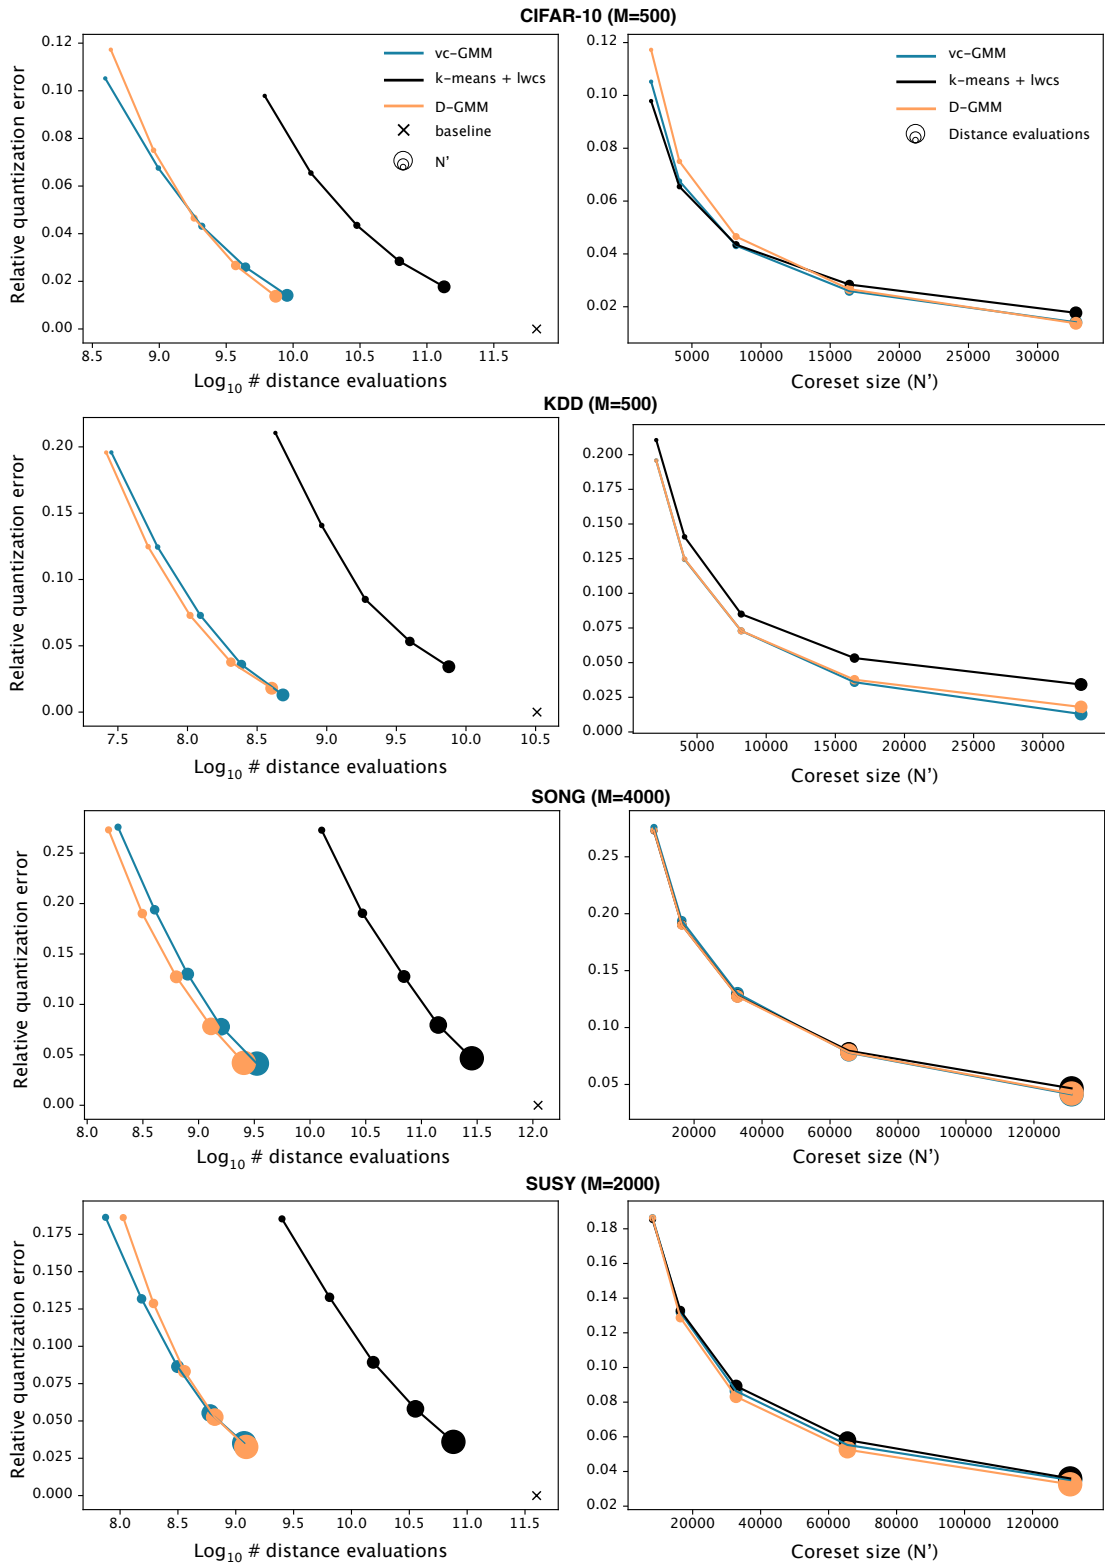 CIFAR-10 (M=500)
Relative quantization error
0.12
0.10
0.08
0.06
0.04
0.02
0.00
8.5 9.0 9.5 10.0 10.5 11.0 11.5
Log10 # distance evaluations
vc-GMM
k-means + lwcs
D-GMM
baseline
N'
0.12
0.10
0.08
0.06
0.04
0.02
5000 10000 15000 20000 25000 30000
Coreset size (N')
vc-GMM
k-means + lwcs
D-GMM
Distance evaluations
KDD (M=500)
Relative quantization error
0.20
0.15
0.10
0.05
0.00
7.5 8.0 8.5 9.0 9.5 10.0 10.5
Log10 # distance evaluations
0.200
0.175
0.150
0.125
0.100
0.075
0.050
0.025
0.000
5000 10000 15000 20000 25000 30000
Coreset size (N')
SONG (M=4000)
Relative quantization error
0.25
0.20
0.15
0.10
0.05
0.00
8.0 8.5 9.0 9.5 10.0 10.5 11.0 11.5 12.0
Log10 # distance evaluations
0.25
0.20
0.15
0.10
0.05
20000 40000 60000 80000 100000 120000
Coreset size (N')
SUSY (M=2000)
Relative quantization error
0.175
0.150
0.125
0.100
0.075
0.050
0.025
0.000
8.0 8.5 9.0 9.5 10.0 10.5 11.0 11.5
Log10 # distance evaluations
0.18
0.16
0.14
0.12
0.10
0.08
0.06
0.04
0.02
20000 40000 60000 80000 100000 120000
Coreset size (N')